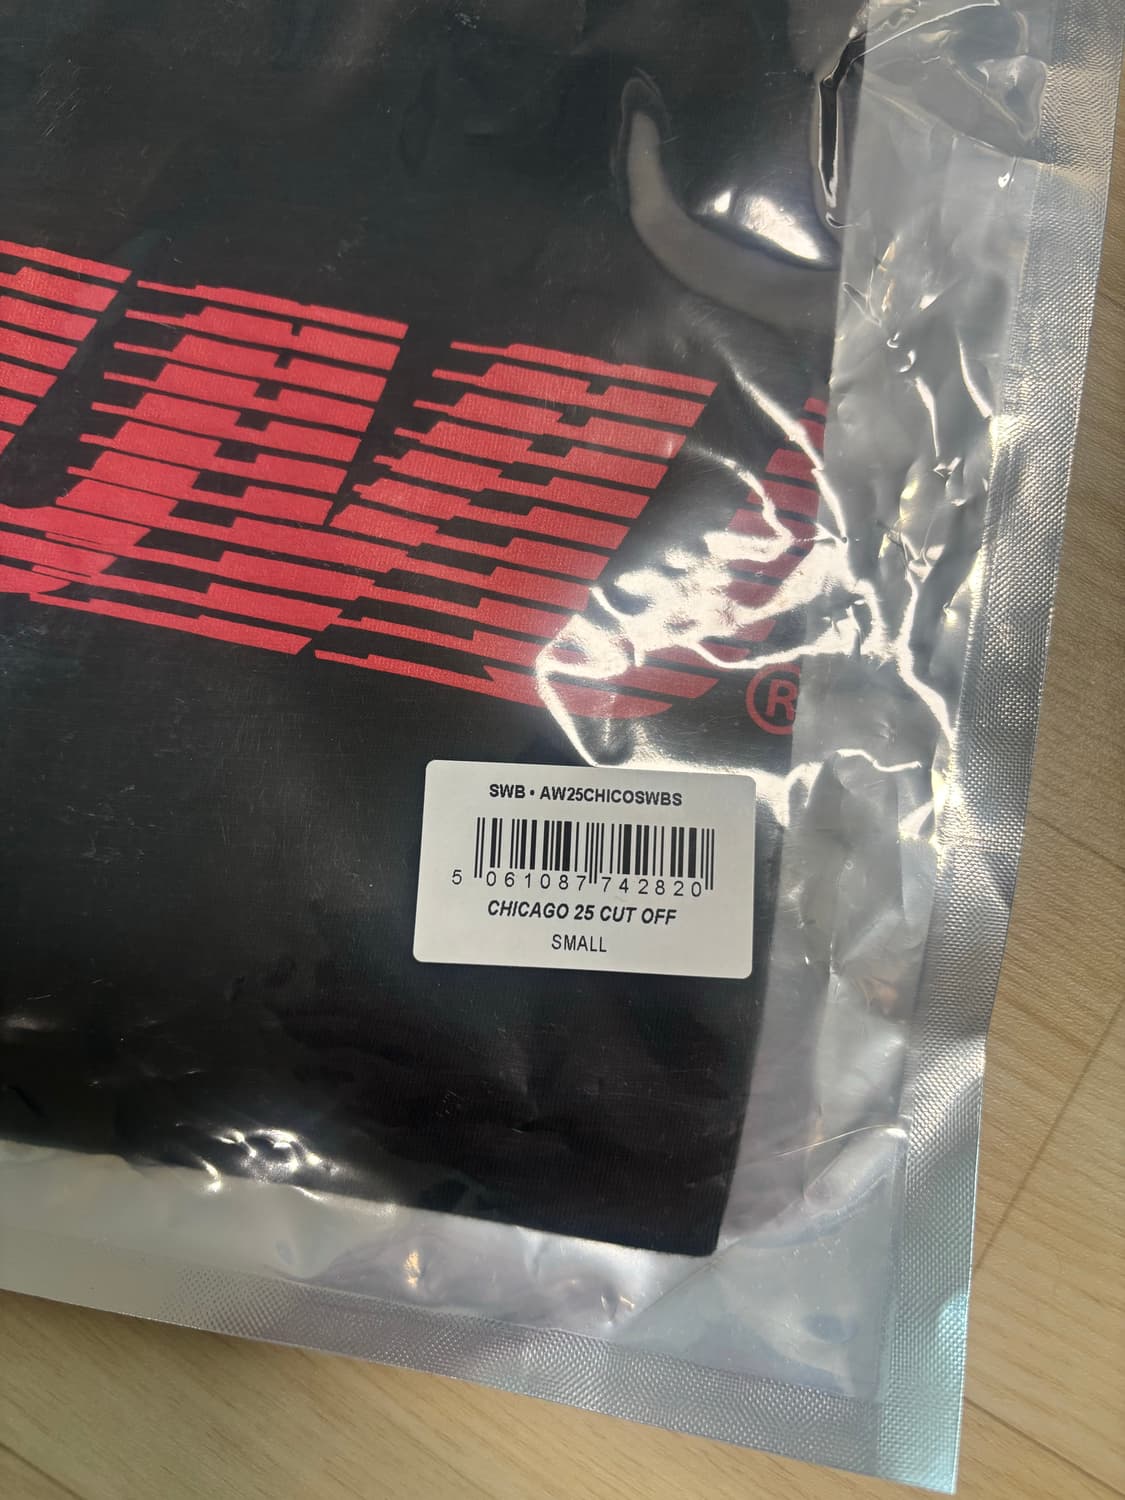 ®
SWB • AW25CHICOSWBS
5 061087 742820
CHICAGO 25 CUT OFF
SMALL